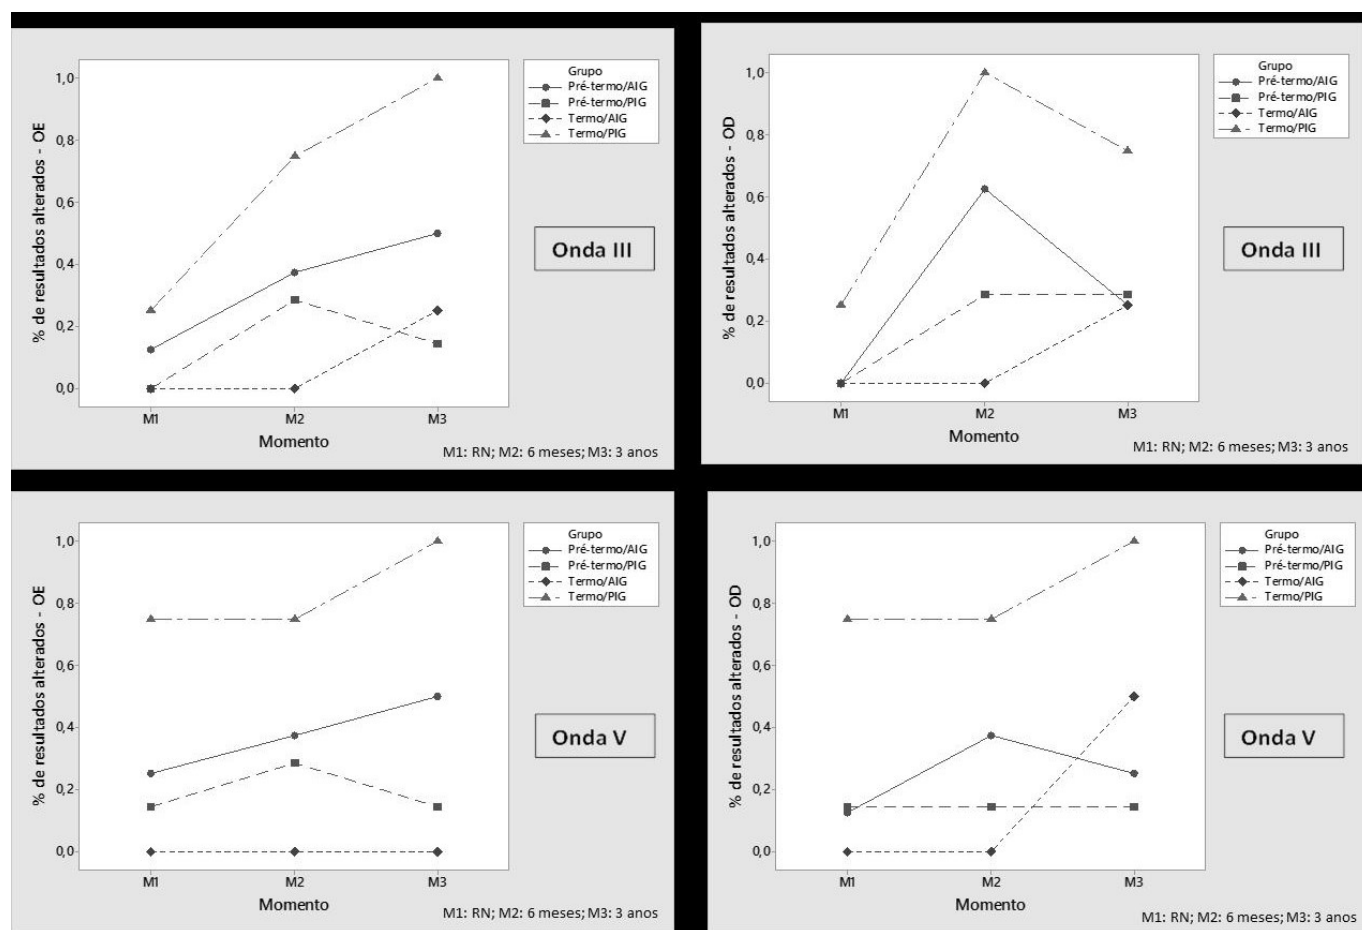 % de resultados alterados - OE
1,0
0,8
0,6
0,4
0,2
0,0
M1
M2
M3
Momento
Grupo
Pré-termo/AIG
Pré-termo/PIG
Termo/AIG
Termo/PIG
Onda III
M1: RN; M2: 6 meses; M3: 3 anos
% de resultados alterados - OD
1,0
0,8
0,6
0,4
0,2
0,0
M1
M2
M3
Momento
Grupo
Pré-termo/AIG
Pré-termo/PIG
Termo/AIG
Termo/PIG
Onda III
M1: RN; M2: 6 meses; M3: 3 anos
% de resultados alterados - OE
1,0
0,8
0,6
0,4
0,2
0,0
M1
M2
M3
Momento
Grupo
Pré-termo/AIG
Pré-termo/PIG
Termo/AIG
Termo/PIG
Onda V
M1: RN; M2: 6 meses; M3: 3 anos
% de resultados alterados - OD
1,0
0,8
0,6
0,4
0,2
0,0
M1
M2
M3
Momento
Grupo
Pré-termo/AIG
Pré-termo/PIG
Termo/AIG
Termo/PIG
Onda V
M1: RN; M2: 6 meses; M3: 3 anos